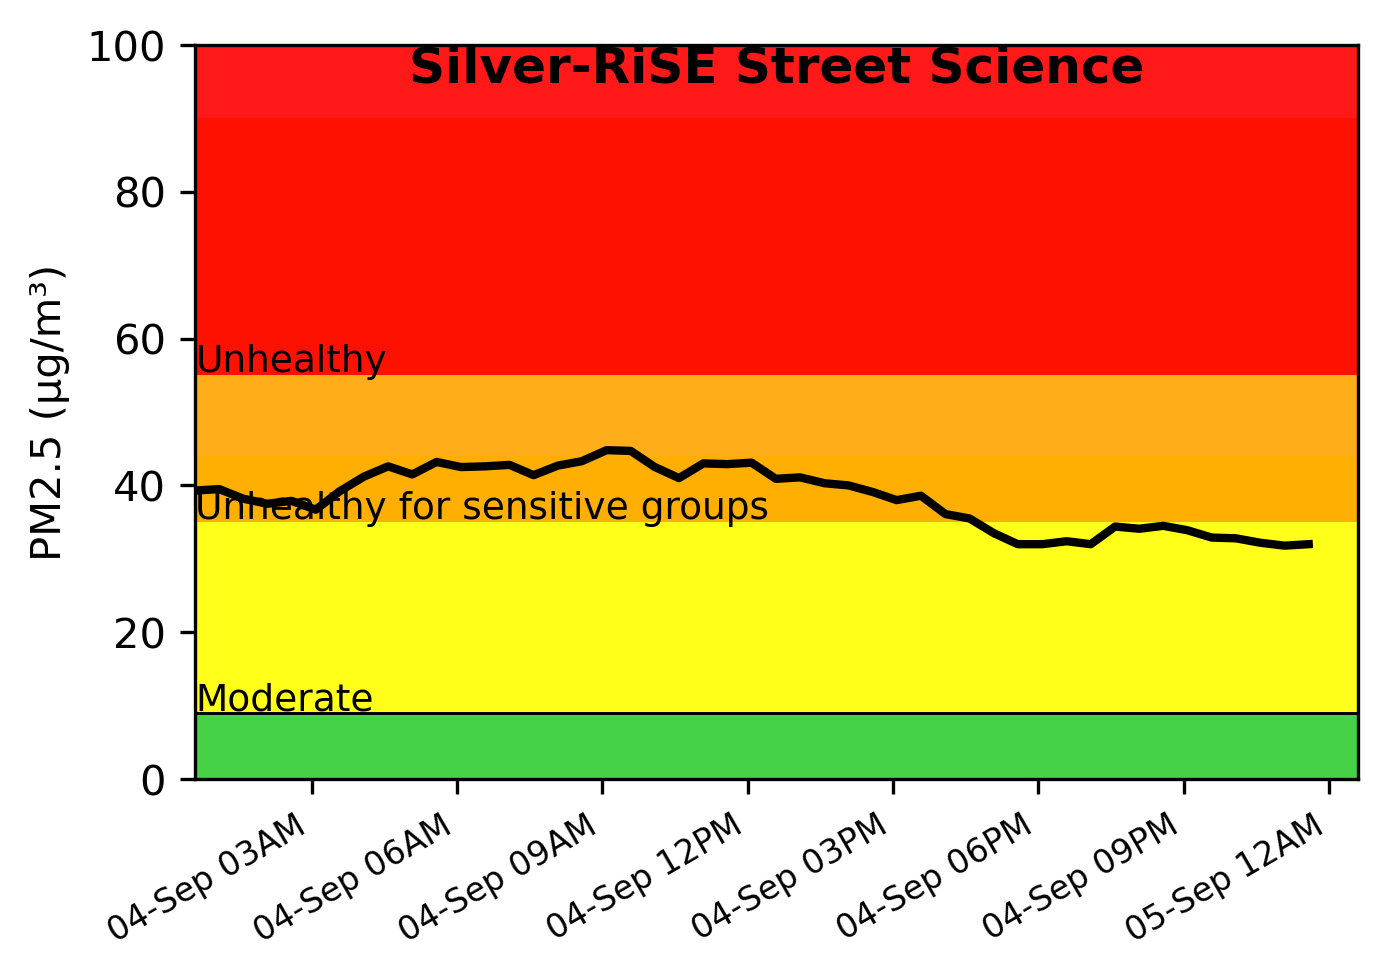 Silver-RiSE Street Science
100
80
60
40
20
0
PM2.5 (µg/m³)
Unhealthy
Unhealthy for sensitive groups
Moderate
04-Sep 03AM
04-Sep 06AM
04-Sep 09AM
04-Sep 12PM
04-Sep 03PM
04-Sep 06PM
04-Sep 09PM
05-Sep 12AM